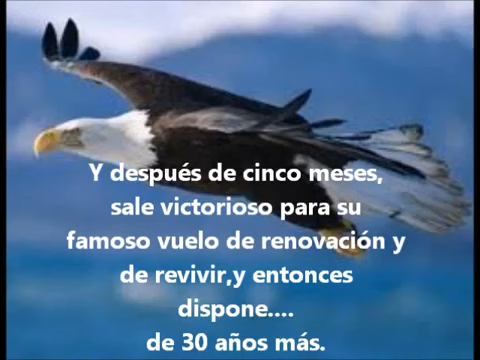 Y después de cinco meses,
sale victorioso para su
famoso vuelo de renovación y
de revivir,y entonces
dispone....
de 30 años más.